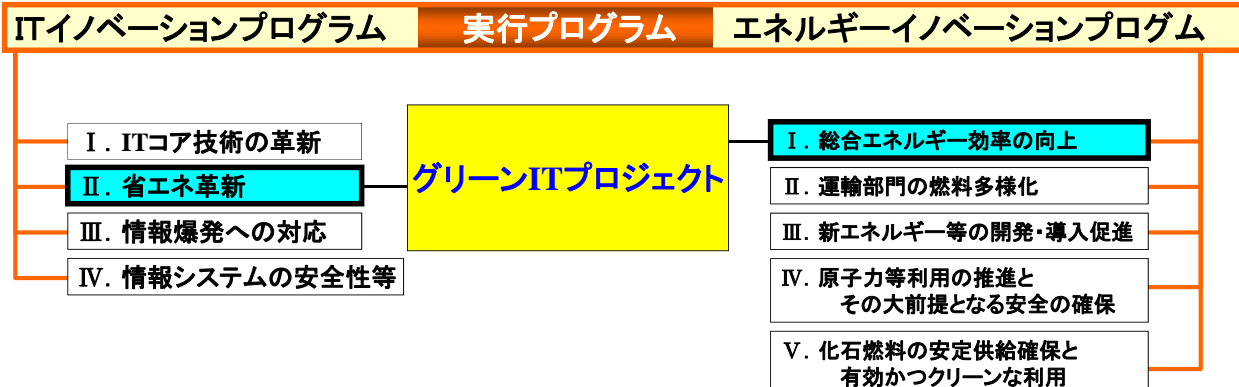 ITイノベーションプログラム 実行プログラム エネルギーイノベーションプログム
Ⅰ. ITコア技術の革新
Ⅱ. 省エネ革新
Ⅲ. 情報爆発への対応
Ⅳ. 情報システムの安全性等
グリーンITプロジェクト
Ⅰ. 総合エネルギー効率の向上
Ⅱ. 運輸部門の燃料多様化
Ⅲ. 新エネルギー等の開発・導入促進
Ⅳ. 原子力等利用の推進と
その大前提となる安全の確保
Ⅴ. 化石燃料の安定供給確保と
有効かつクリーンな利用